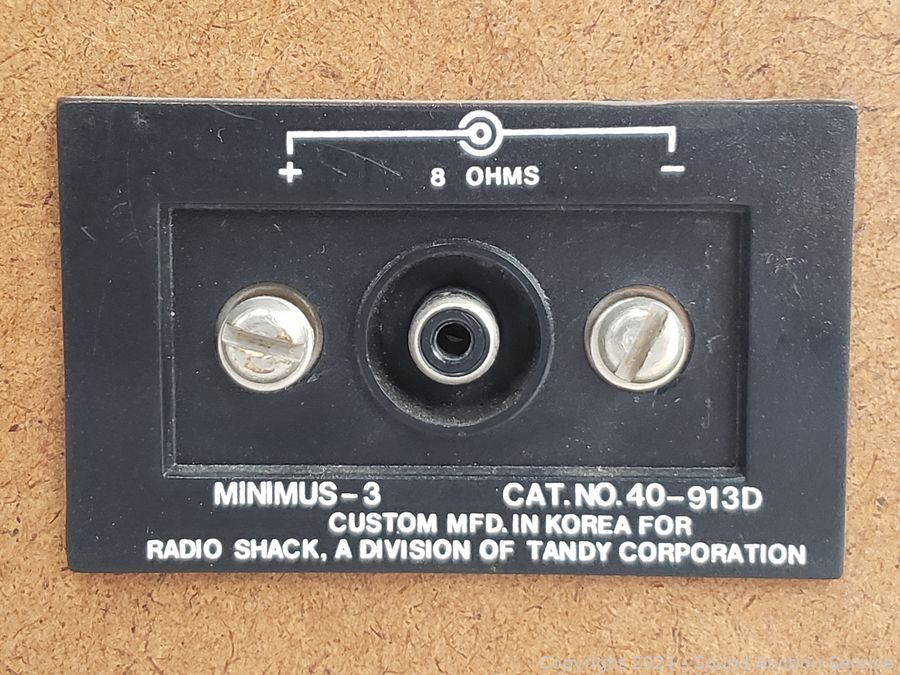 + −
8 OHMS
MINIMUS-3 CAT. NO. 40-913D
CUSTOM MFD. IN KOREA FOR
RADIO SHACK, A DIVISION OF TANDY CORPORATION
Copyright 2024 - Sound Auction Service